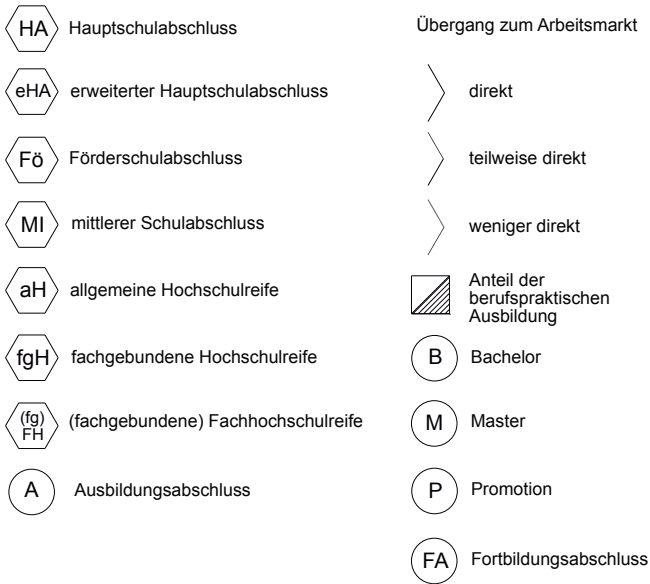 HA Hauptschulabschluss
eHA erweiterter Hauptschulabschluss
Fö Förderschulabschluss
MI mittlerer Schulabschluss
aH allgemeine Hochschulreife
fgH fachgebundene Hochschulreife
(fg)
FH (fachgebundene) Fachhochschulreife
A Ausbildungsabschluss
Übergang zum Arbeitsmarkt
direkt
teilweise direkt
weniger direkt
Anteil der
berufspraktischen
Ausbildung
B Bachelor
M Master
P Promotion
FA Fortbildungsabschluss